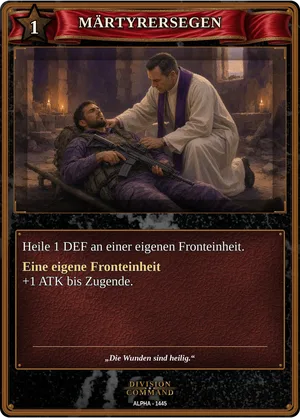 1
MÄRTYRERSEGEN
Heile 1 DEF an einer eigenen Fronteinheit.
Eine eigene Fronteinheit
+1 ATK bis Zugende.
„Die Wunden sind heilig.“
DIVISION
COMMAND
ALPHA - 1445